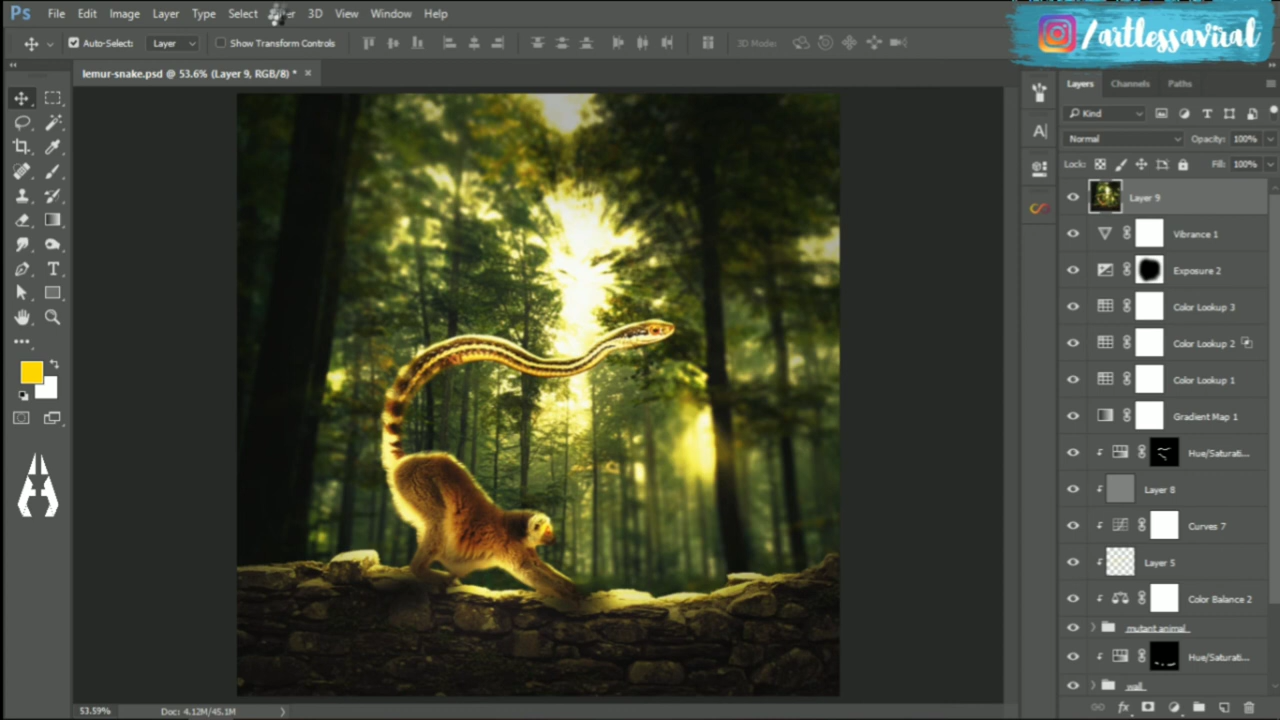 Ps File Edit Image Layer Type Select 3D View Window Help
/artlessaviral
Auto-Select: Layer Show Transform Controls 3D Mode:
lemur-snake.psd @ 53.6% (Layer 9, RGB/8) * ×
Layers Channels Paths
Kind
Normal Opacity: 100%
Lock: Fill: 100%
Layer 9
Vibrance 1
Exposure 2
Color Lookup 3
Color Lookup 2
Color Lookup 1
Gradient Map 1
Hue/Saturati...
Layer 8
Curves 7
Layer 5
Color Balance 2
mutant animal
Hue/Saturati...
wall
53.59% Doc: 4.12M/45.1M